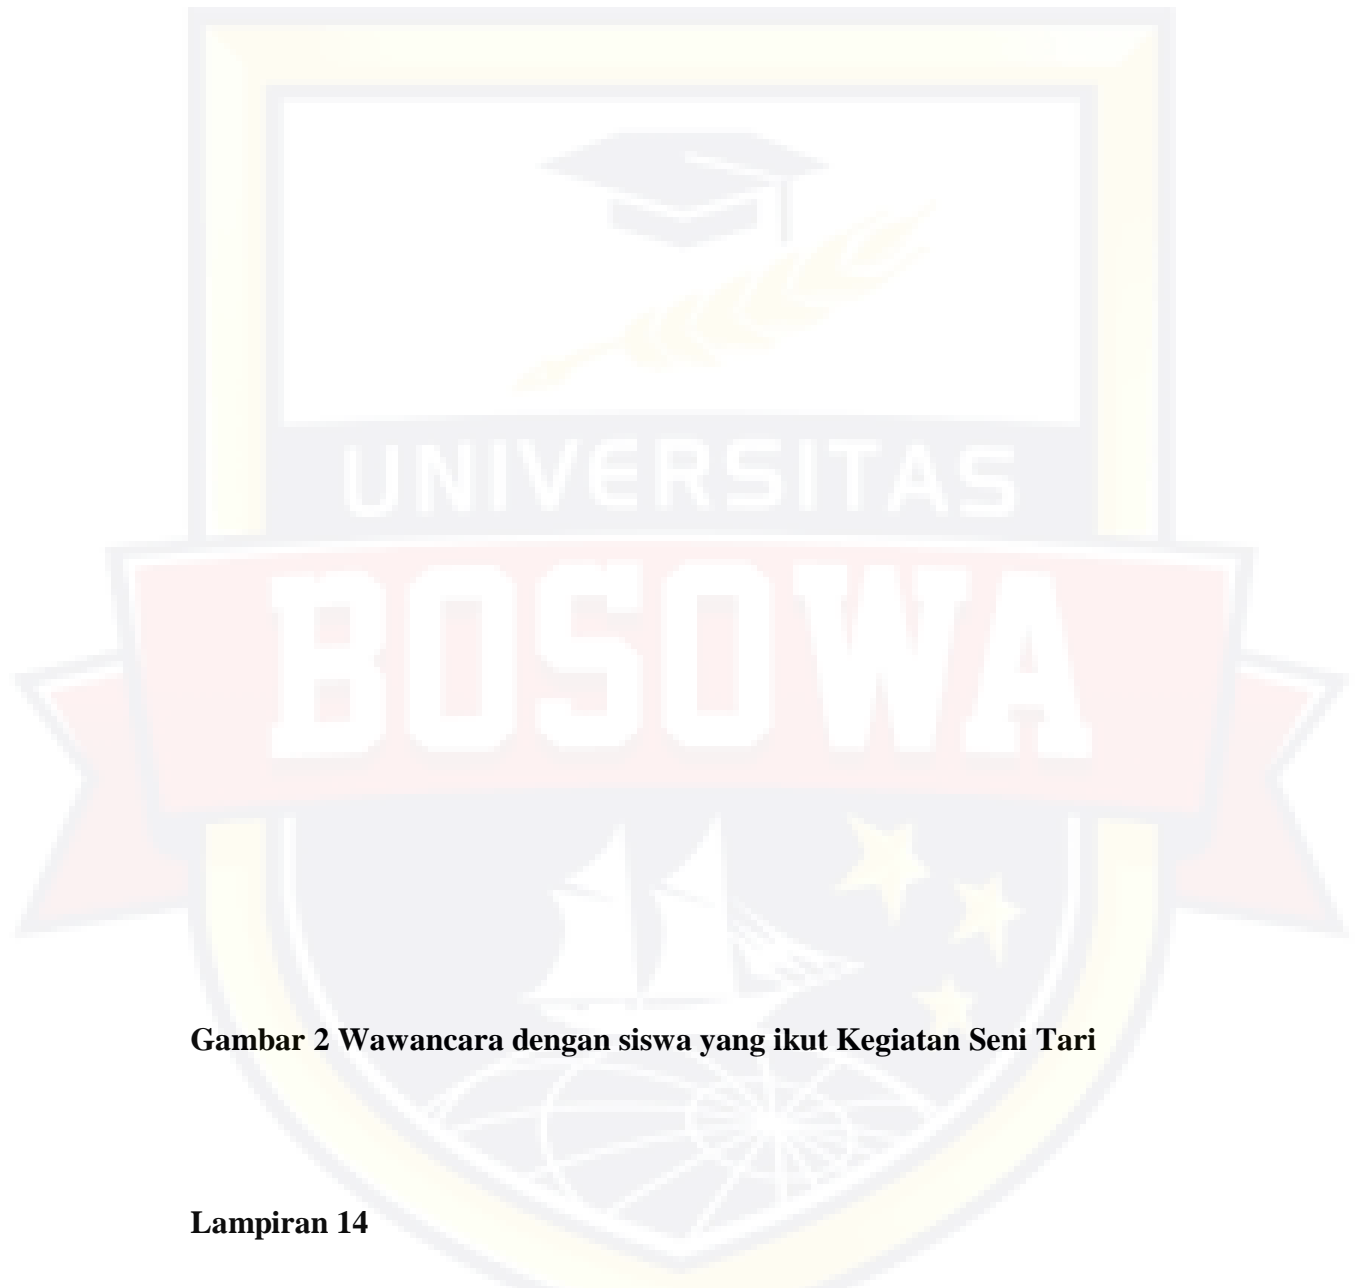 UNIVERSITAS
BOSOWA
Gambar 2 Wawancara dengan siswa yang ikut Kegiatan Seni Tari
Lampiran 14